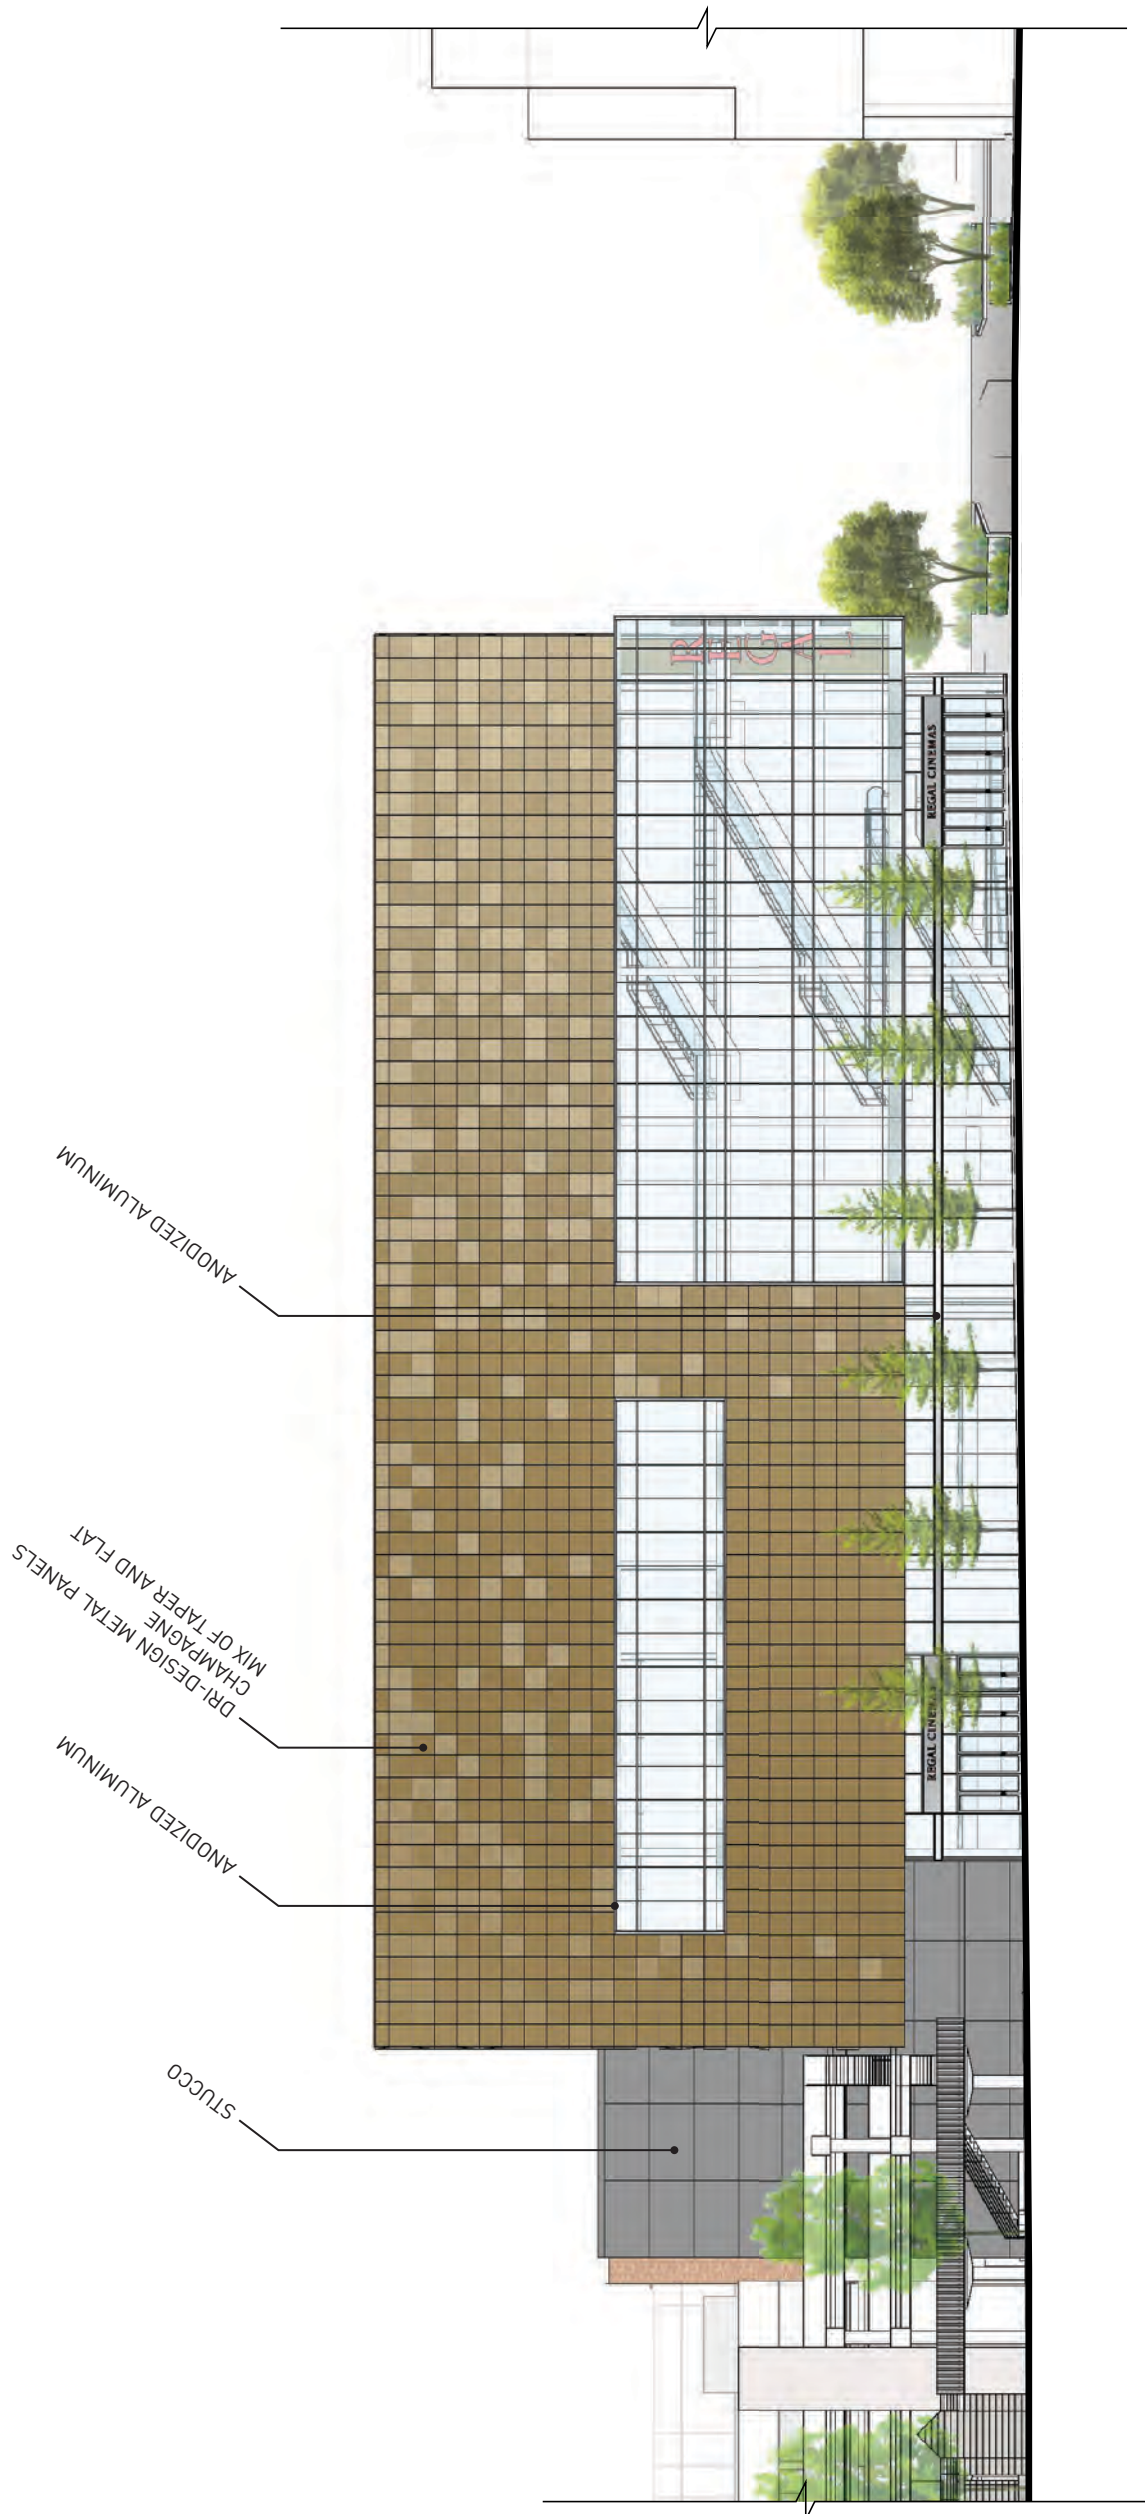 STUCCO
ANODIZED ALUMINUM
DRI-DESIGN METAL PANELS
CHAMPAGNE
MIX OF TAPER AND FLAT
ANODIZED ALUMINUM
REGAL
REGAL CINE
REGAL CINEMAS